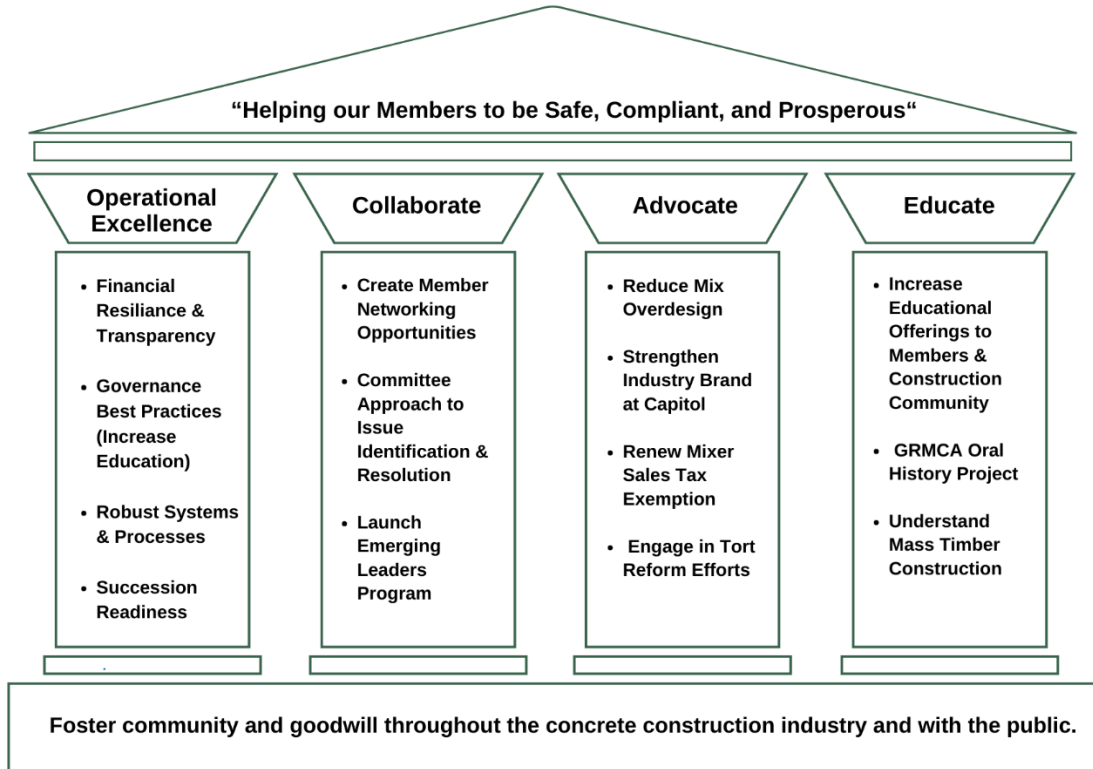 “Helping our Members to be Safe, Compliant, and Prosperous“
Operational
Excellence
• Financial
Resiliance &
Transparency
• Governance
Best Practices
(Increase
Education)
• Robust Systems
& Processes
• Succession
Readiness
Collaborate
• Create Member
Networking
Opportunities
• Committee
Approach to
Issue
Identification &
Resolution
• Launch
Emerging
Leaders
Program
Advocate
• Reduce Mix
Overdesign
• Strengthen
Industry Brand
at Capitol
• Renew Mixer
Sales Tax
Exemption
• Engage in Tort
Reform Efforts
Educate
• Increase
Educational
Offerings to
Members &
Construction
Community
• GRMCA Oral
History Project
• Understand
Mass Timber
Construction
Foster community and goodwill throughout the concrete construction industry and with the public.